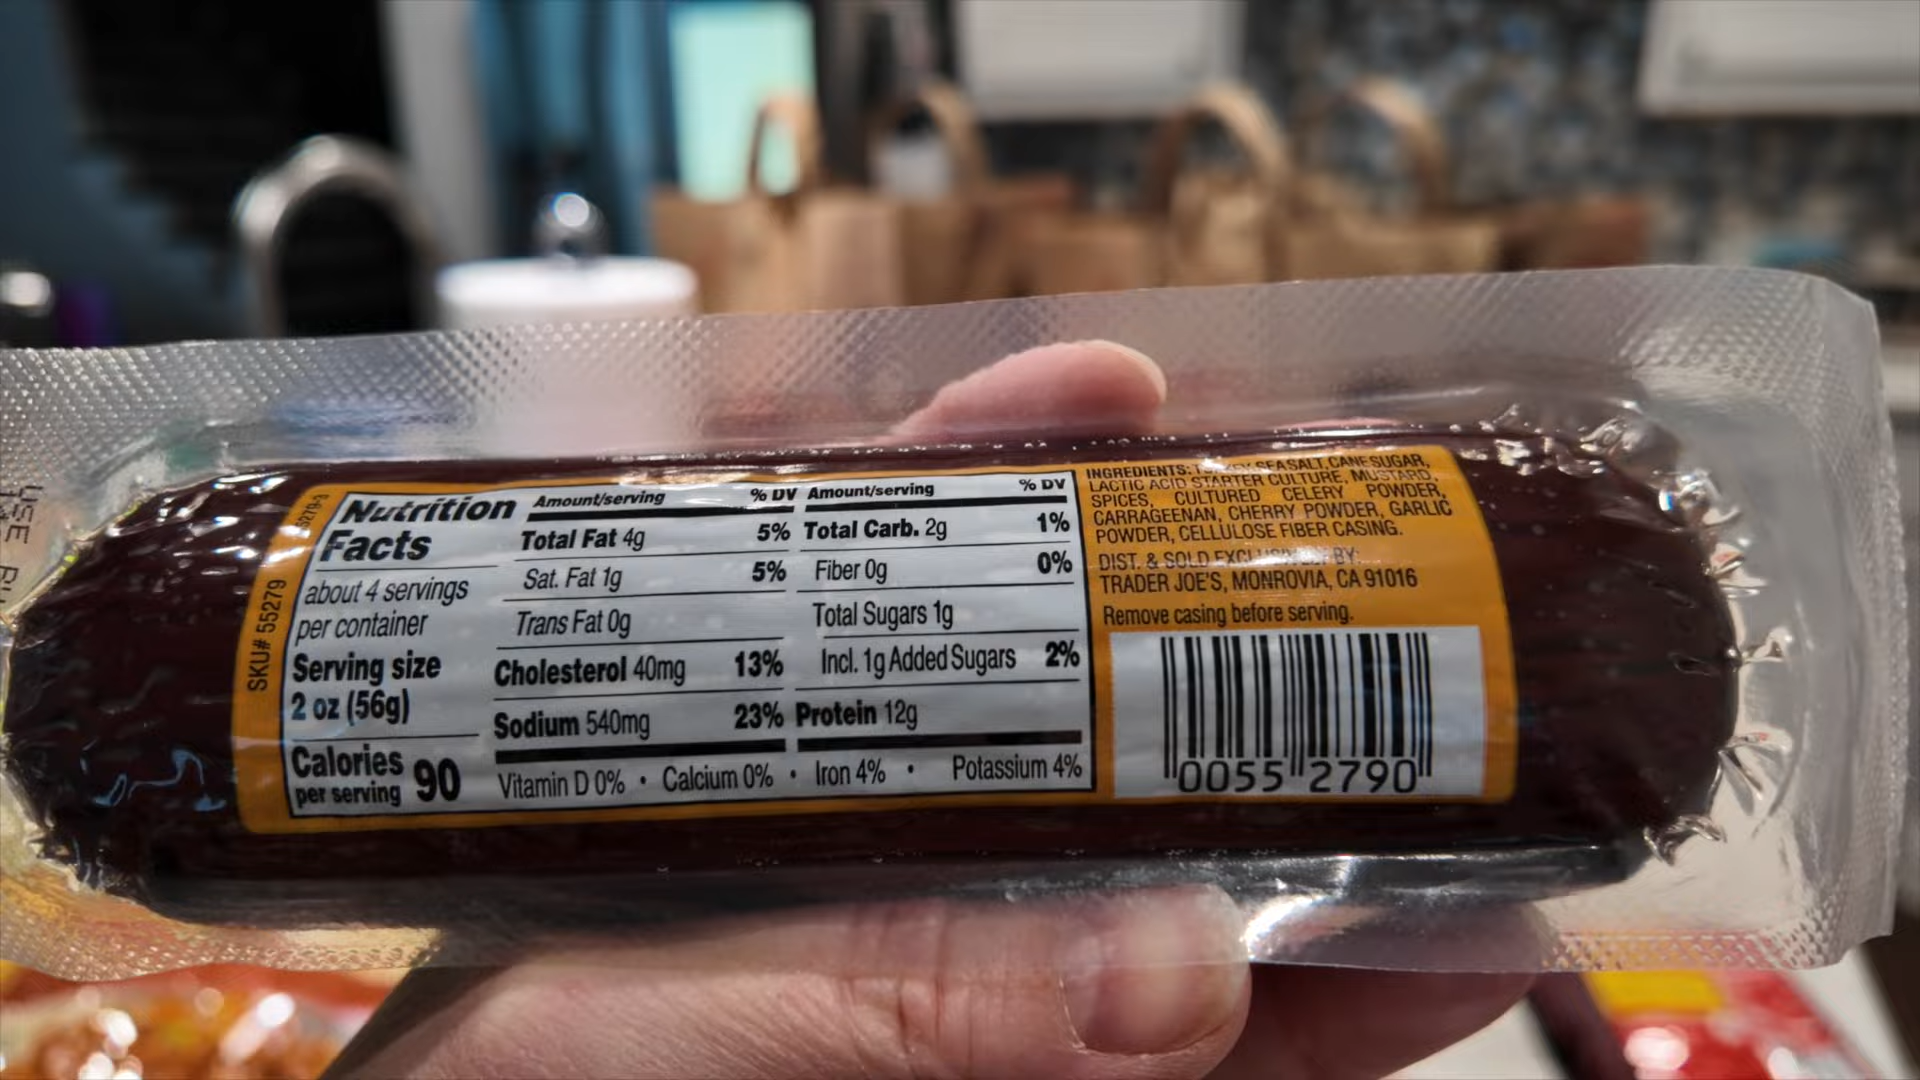 USE
SKU# 55279
Nutrition
Facts
about 4 servings
per container
Serving size
2 oz (56g)
Calories
per serving 90
Amount/serving % DV
Total Fat 4g 5%
Sat. Fat 1g 5%
Trans Fat 0g
Cholesterol 40mg 13%
Sodium 540mg 23%
Amount/serving % DV
Total Carb. 2g 1%
Fiber 0g 0%
Total Sugars 1g
Incl. 1g Added Sugars 2%
Protein 12g
Vitamin D 0% • Calcium 0% • Iron 4% • Potassium 4%
INGREDIENTS: TURKEY, SEA SALT, CANE SUGAR,
LACTIC ACID STARTER CULTURE, MUSTARD,
SPICES, CULTURED CELERY POWDER,
CARRAGEENAN, CHERRY POWDER, GARLIC
POWDER, CELLULOSE FIBER CASING.
DIST. & SOLD EXCLUSIVELY BY:
TRADER JOE'S, MONROVIA, CA 91016
Remove casing before serving.
0055 2790